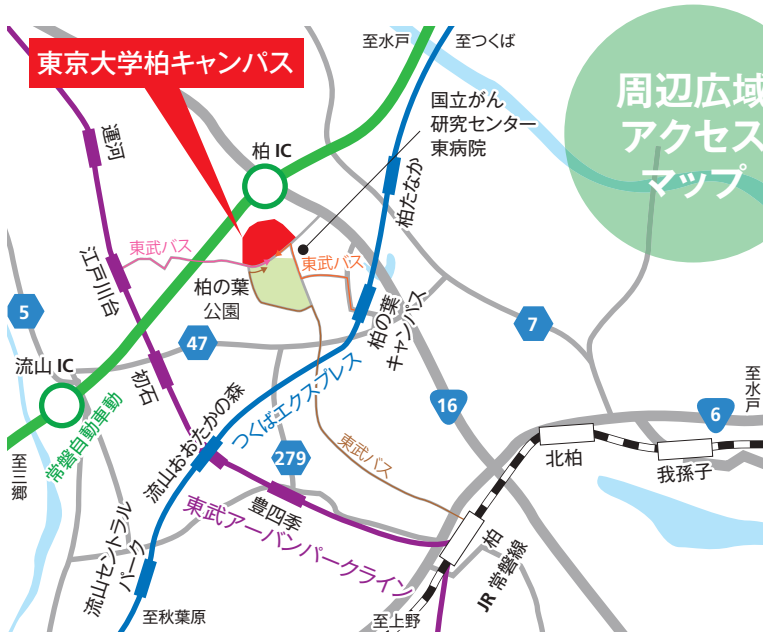 至水戸
至つくば
東京大学柏キャンパス
周辺広域
アクセス
マップ
国立がん
研究センター
東病院
運河
柏 IC
柏たなか
東武バス
江戸川台
東武バス
柏の葉
公園
5
47
柏の葉
キャンパス
7
流山 IC
初石
つくばエクスプレス
常磐自動車動
流山おおたかの森
16
至水戸
6
至三郷
279
東武バス
北柏
我孫子
豊四季
東武アーバンパークライン
流山セントラル
パーク
柏
JR 常磐線
至秋葉原
至上野